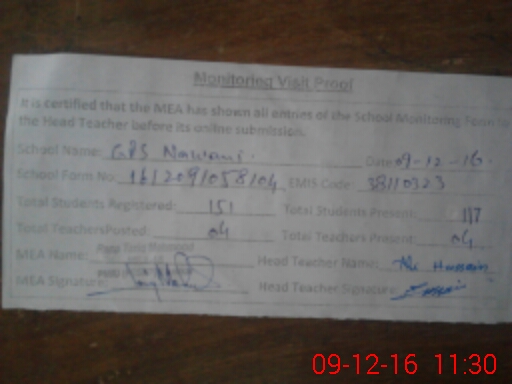 Monitoring Visit Proof
It is certified that the MEA has shown all entries of the School Monitoring Form to
the Head Teacher before its online submission.
School Name: GPS Date: 09-12-16.
School Form No: EMIS Code: 38110323
Total Students Registered: 151 Total Students Present: 117
Total Teachers Posted: 04 Total Teachers Present: 04
MEA Name: Head Teacher Name: Hussain
MEA Signature: Head Teacher Signature:
09-12-16 11:30